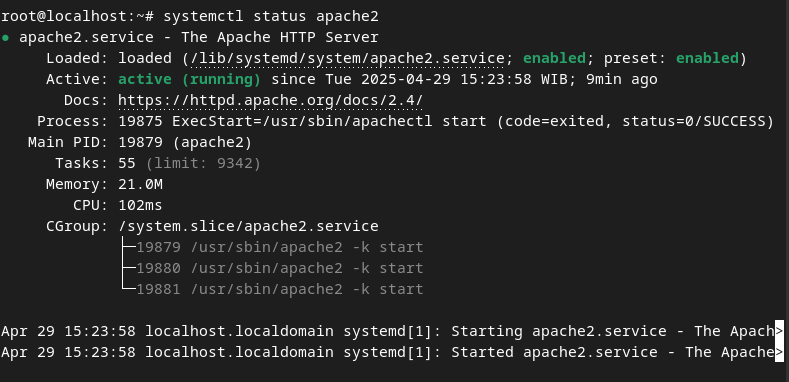 root@localhost:~# systemctl status apache2
● apache2.service - The Apache HTTP Server
     Loaded: loaded (/lib/systemd/system/apache2.service; enabled; preset: enabled)
     Active: active (running) since Tue 2025-04-29 15:23:58 WIB; 9min ago
       Docs: https://httpd.apache.org/docs/2.4/
    Process: 19875 ExecStart=/usr/sbin/apachectl start (code=exited, status=0/SUCCESS)
   Main PID: 19879 (apache2)
      Tasks: 55 (limit: 9342)
     Memory: 21.0M
        CPU: 102ms
     CGroup: /system.slice/apache2.service
             ├─19879 /usr/sbin/apache2 -k start
             ├─19880 /usr/sbin/apache2 -k start
             └─19881 /usr/sbin/apache2 -k start

Apr 29 15:23:58 localhost.localdomain systemd[1]: Starting apache2.service - The Apach>
Apr 29 15:23:58 localhost.localdomain systemd[1]: Started apache2.service - The Apache>